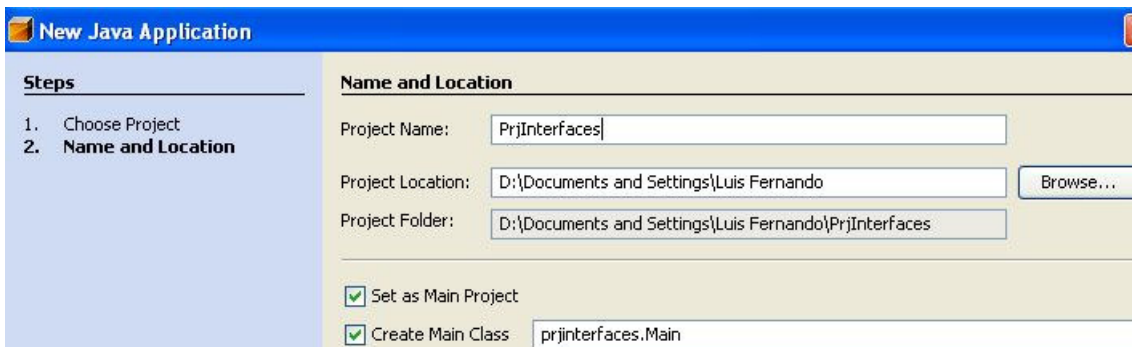 New Java Application
Steps
1. Choose Project
2. Name and Location
Name and Location
Project Name: PrjInterfaces
Project Location: D:\Documents and Settings\Luis Fernando Browse...
Project Folder: D:\Documents and Settings\Luis Fernando\PrjInterfaces
Set as Main Project
Create Main Class prjinterfaces.Main